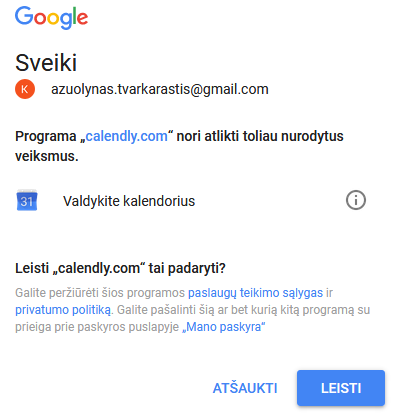 Google
Sveiki
K azuolynas.tvarkarastis@gmail.com
Programa „calendly.com“ nori atlikti toliau nurodytus
veiksmus.
31 Valdykite kalendorius
Leisti „calendly.com“ tai padaryti?
Galite peržiūrėti šios programos paslaugų teikimo sąlygas ir
privatumo politiką. Galite pašalinti šią ar bet kurią kitą programą su
prieiga prie paskyros puslapyje „Mano paskyra“
ATŠAUKTI LEISTI